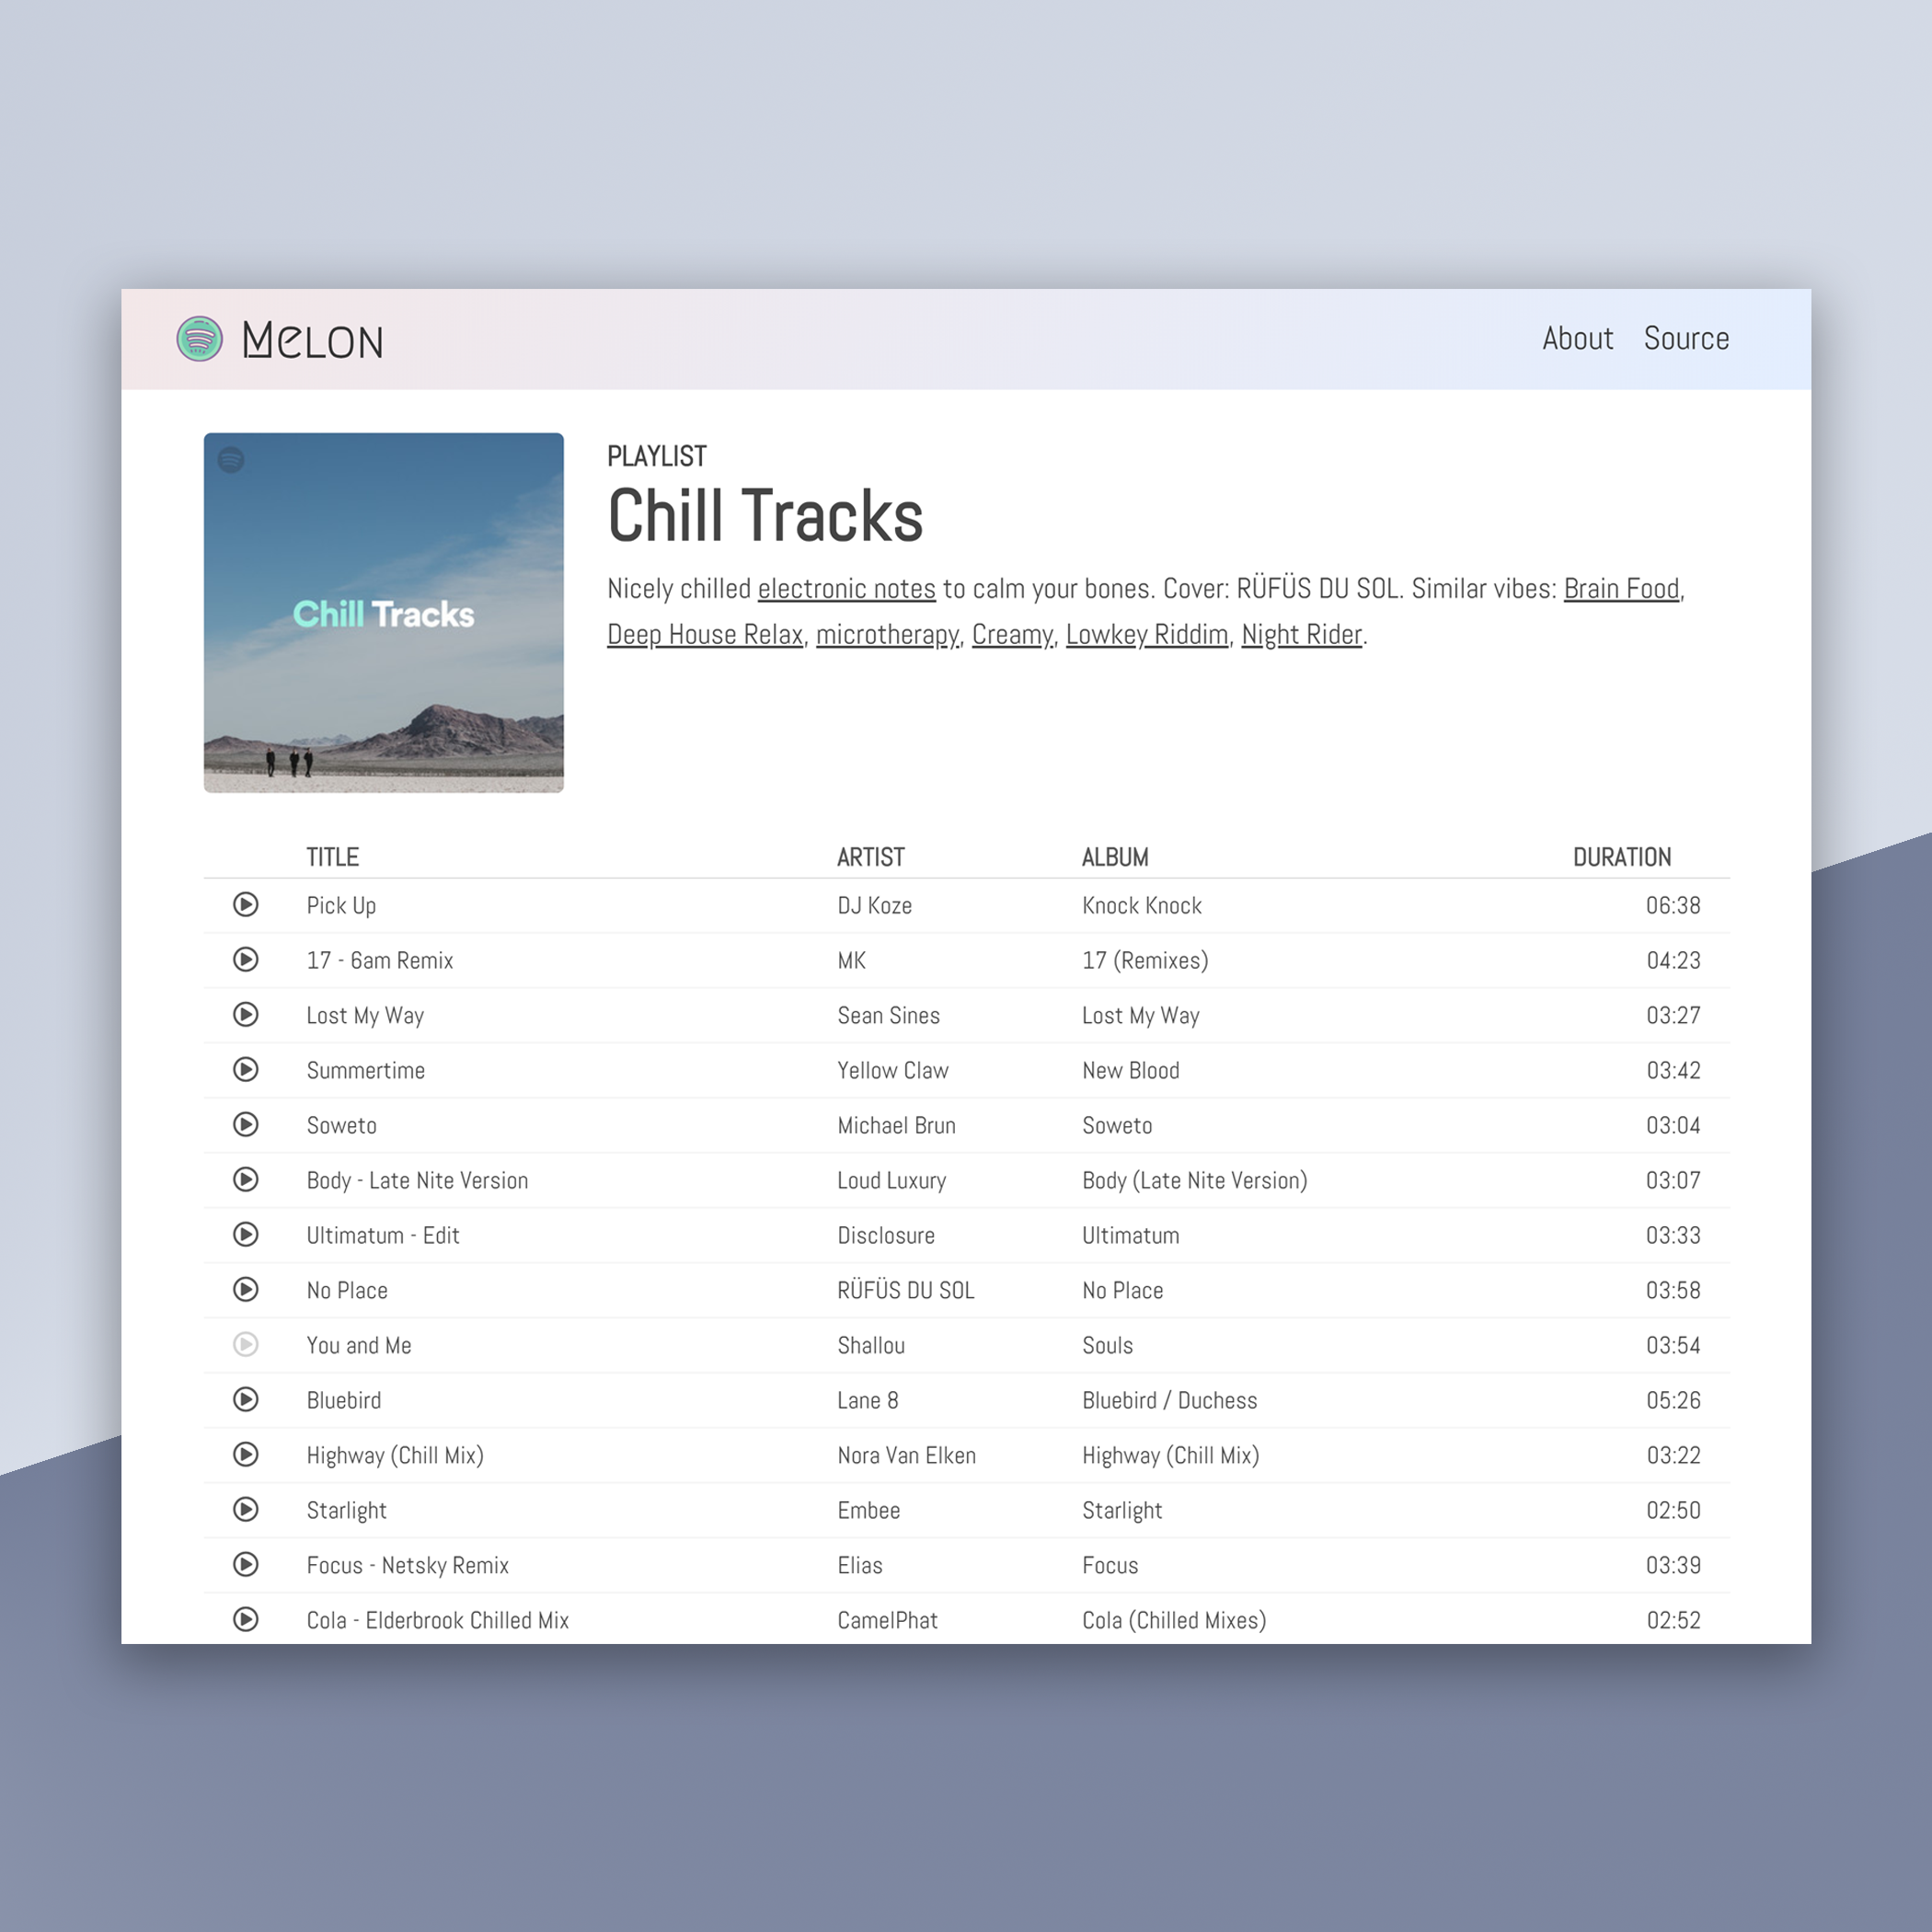 MeLON
About Source
Chill Tracks
PLAYLIST
Chill Tracks
Nicely chilled electronic notes to calm your bones. Cover: RÜFÜS DU SOL. Similar vibes: Brain Food,
Deep House Relax, microtherapy, Creamy, Lowkey Riddim, Night Rider.
TITLE ARTIST ALBUM DURATION
Pick Up DJ Koze Knock Knock 06:38
17 - 6am Remix MK 17 (Remixes) 04:23
Lost My Way Sean Sines Lost My Way 03:27
Summertime Yellow Claw New Blood 03:42
Soweto Michael Brun Soweto 03:04
Body - Late Nite Version Loud Luxury Body (Late Nite Version) 03:07
Ultimatum - Edit Disclosure Ultimatum 03:33
No Place RÜFÜS DU SOL No Place 03:58
You and Me Shallou Souls 03:54
Bluebird Lane 8 Bluebird / Duchess 05:26
Highway (Chill Mix) Nora Van Elken Highway (Chill Mix) 03:22
Starlight Embee Starlight 02:50
Focus - Netsky Remix Elias Focus 03:39
Cola - Elderbrook Chilled Mix CamelPhat Cola (Chilled Mixes) 02:52